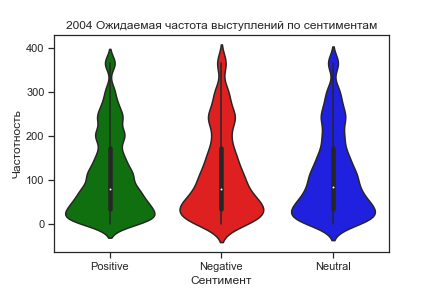 2004 Ожидаемая частота выступлений по сентиментам
400
300
200
100
0
Частотность
Positive
Negative
Neutral
Сентимент